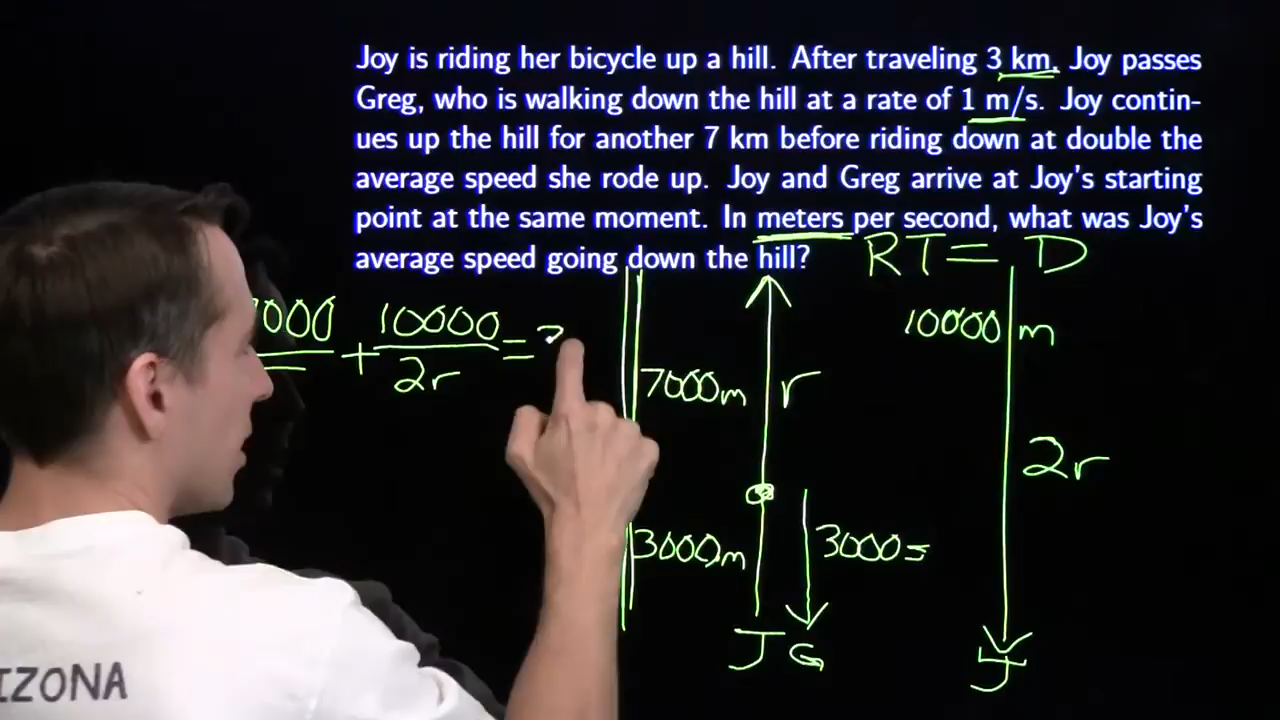 Joy is riding her bicycle up a hill. After traveling 3 km, Joy passes
Greg, who is walking down the hill at a rate of 1 m/s. Joy contin-
ues up the hill for another 7 km before riding down at double the
average speed she rode up. Joy and Greg arrive at Joy's starting
point at the same moment. In meters per second, what was Joy's
average speed going down the hill?
RT = D
000 + 10000 =
2r
10000 m
7000m
r
2r
3000m
3000s
J G
J
IZONA